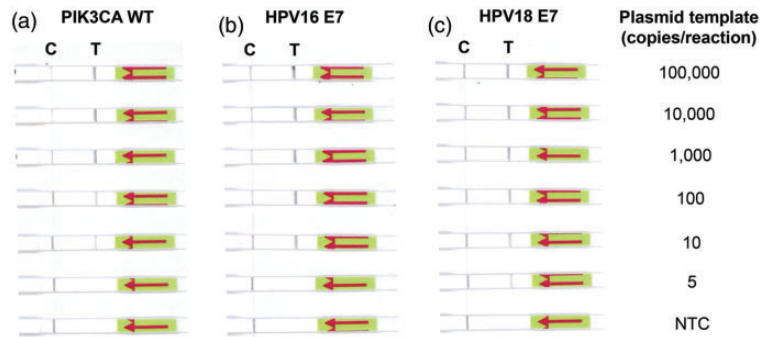 (a) PIK3CA WT
C T
(b) HPV16 E7
C T
(c) HPV18 E7
C T
Plasmid template
(copies/reaction)
100,000
10,000
1,000
100
10
5
NTC